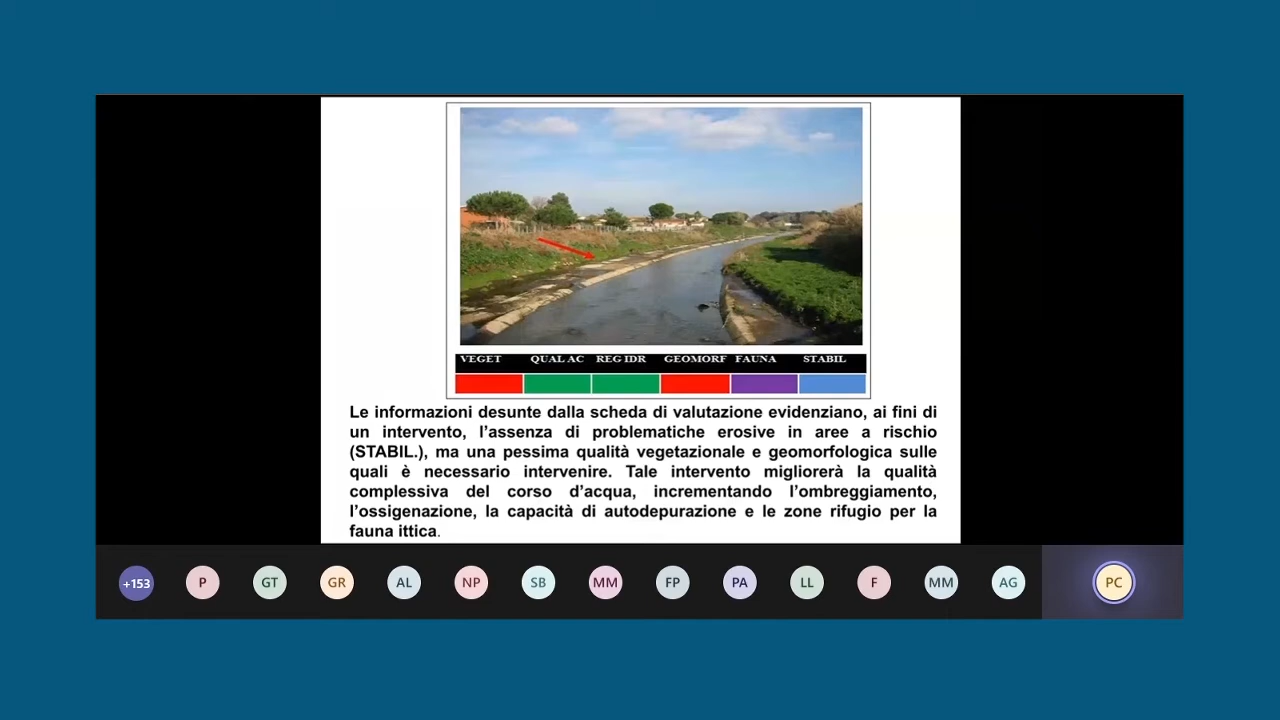 VEGET QUAL AC REG IDR GEOMORF FAUNA STABIL
Le informazioni desunte dalla scheda di valutazione evidenziano, ai fini di
un intervento, l’assenza di problematiche erosive in aree a rischio
(STABIL.), ma una pessima qualità vegetazionale e geomorfologica sulle
quali è necessario intervenire. Tale intervento migliorerà la qualità
complessiva del corso d’acqua, incrementando l’ombreggiamento,
l’ossigenazione, la capacità di autodepurazione e le zone rifugio per la
fauna ittica.
+153 P GT GR AL NP SB MM FP PA LL F MM AG PC